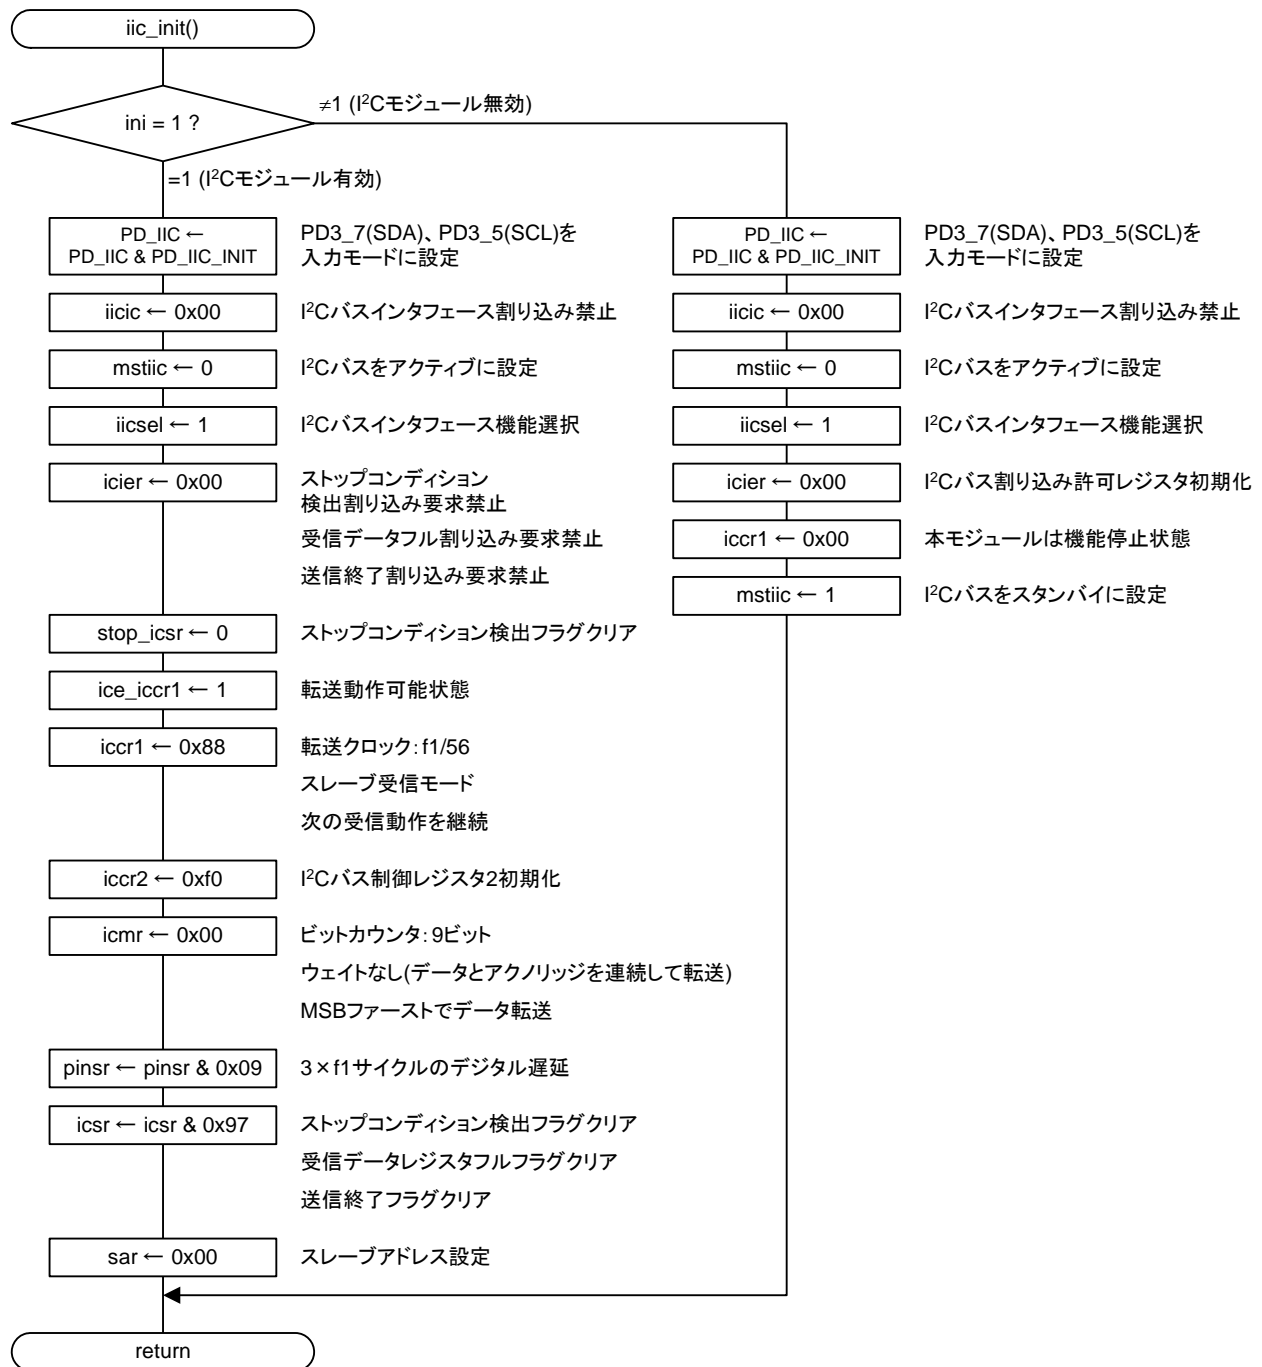 iic_init()
ini = 1 ?
≠1 (I²Cモジュール無効)
=1 (I²Cモジュール有効)
PD_IIC ←
PD_IIC & PD_IIC_INIT
PD3_7(SDA)、PD3_5(SCL)を
入力モードに設定
iicic ← 0x00
I²Cバスインタフェース割り込み禁止
mstiic ← 0
I²Cバスをアクティブに設定
iicsel ← 1
I²Cバスインタフェース機能選択
icier ← 0x00
ストップコンディション
検出割り込み要求禁止
受信データフル割り込み要求禁止
送信終了割り込み要求禁止
stop_icsr ← 0
ストップコンディション検出フラグクリア
ice_iccr1 ← 1
転送動作可能状態
iccr1 ← 0x88
転送クロック：f1/56
スレーブ受信モード
次の受信動作を継続
iccr2 ← 0xf0
I²Cバス制御レジスタ2初期化
icmr ← 0x00
ビットカウンタ：9ビット
ウェイトなし(データとアクノリッジを連続して転送)
MSBファーストでデータ転送
pinsr ← pinsr & 0x09
3×f1サイクルのデジタル遅延
icsr ← icsr & 0x97
ストップコンディション検出フラグクリア
受信データレジスタフルフラグクリア
送信終了フラグクリア
sar ← 0x00
スレーブアドレス設定
PD_IIC ←
PD_IIC & PD_IIC_INIT
PD3_7(SDA)、PD3_5(SCL)を
入力モードに設定
iicic ← 0x00
I²Cバスインタフェース割り込み禁止
mstiic ← 0
I²Cバスをアクティブに設定
iicsel ← 1
I²Cバスインタフェース機能選択
icier ← 0x00
I²Cバス割り込み許可レジスタ初期化
iccr1 ← 0x00
本モジュールは機能停止状態
mstiic ← 1
I²Cバスをスタンバイに設定
return